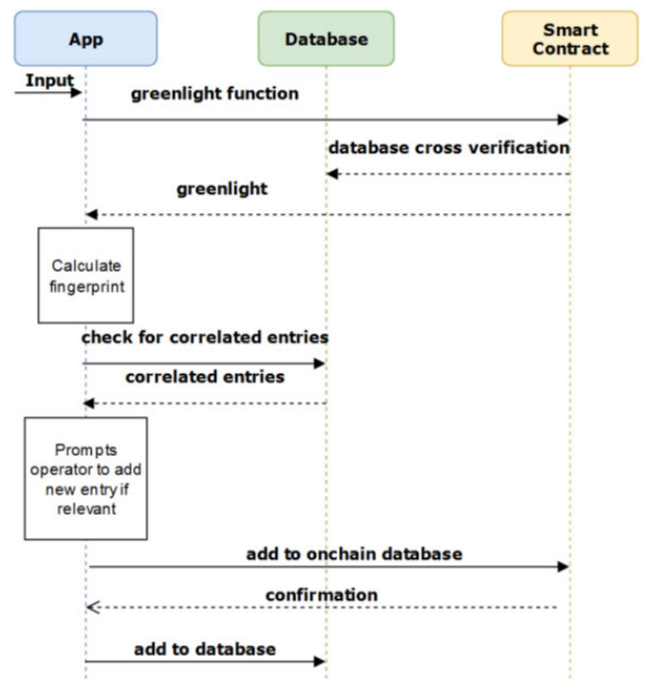 App
Database
Smart
Contract
Input
greenlight function
database cross verification
greenlight
Calculate
fingerprint
check for correlated entries
correlated entries
Prompts
operator to add
new entry if
relevant
add to onchain database
confirmation
add to database